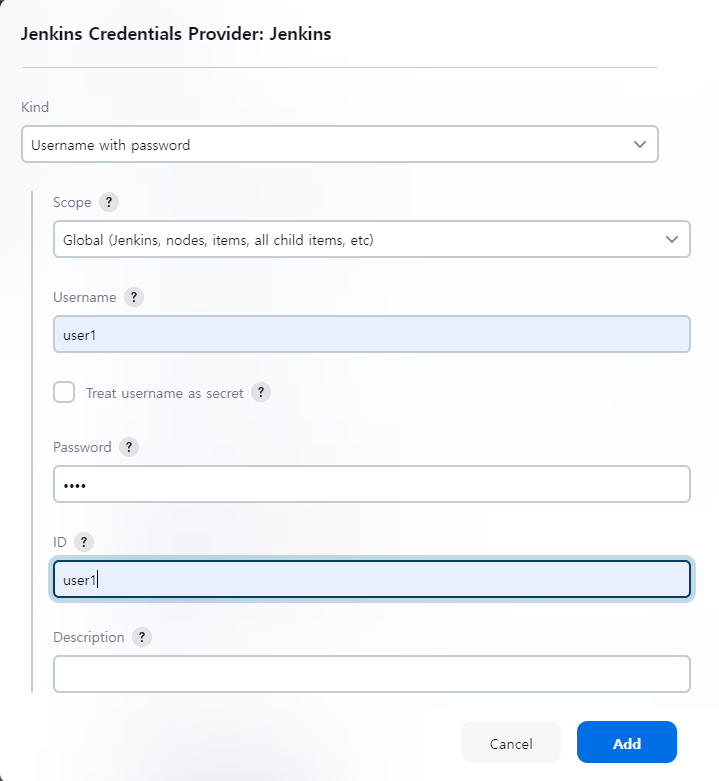 Jenkins Credentials Provider: Jenkins
Kind
Username with password
Scope ?
Global (Jenkins, nodes, items, all child items, etc)
Username ?
user1
Treat username as secret ?
Password ?
••••
ID ?
user1
Description ?
Cancel Add